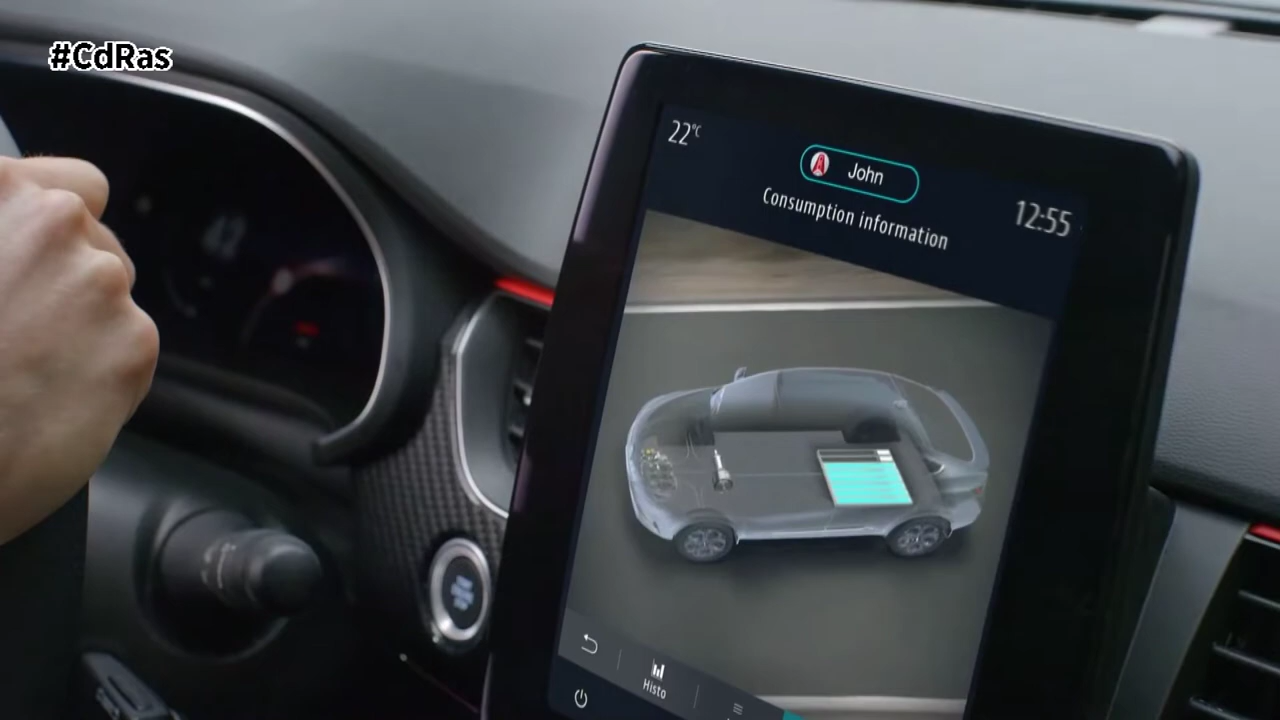 #CdRas
22°C
A John
12:55
Consumption information
Histo